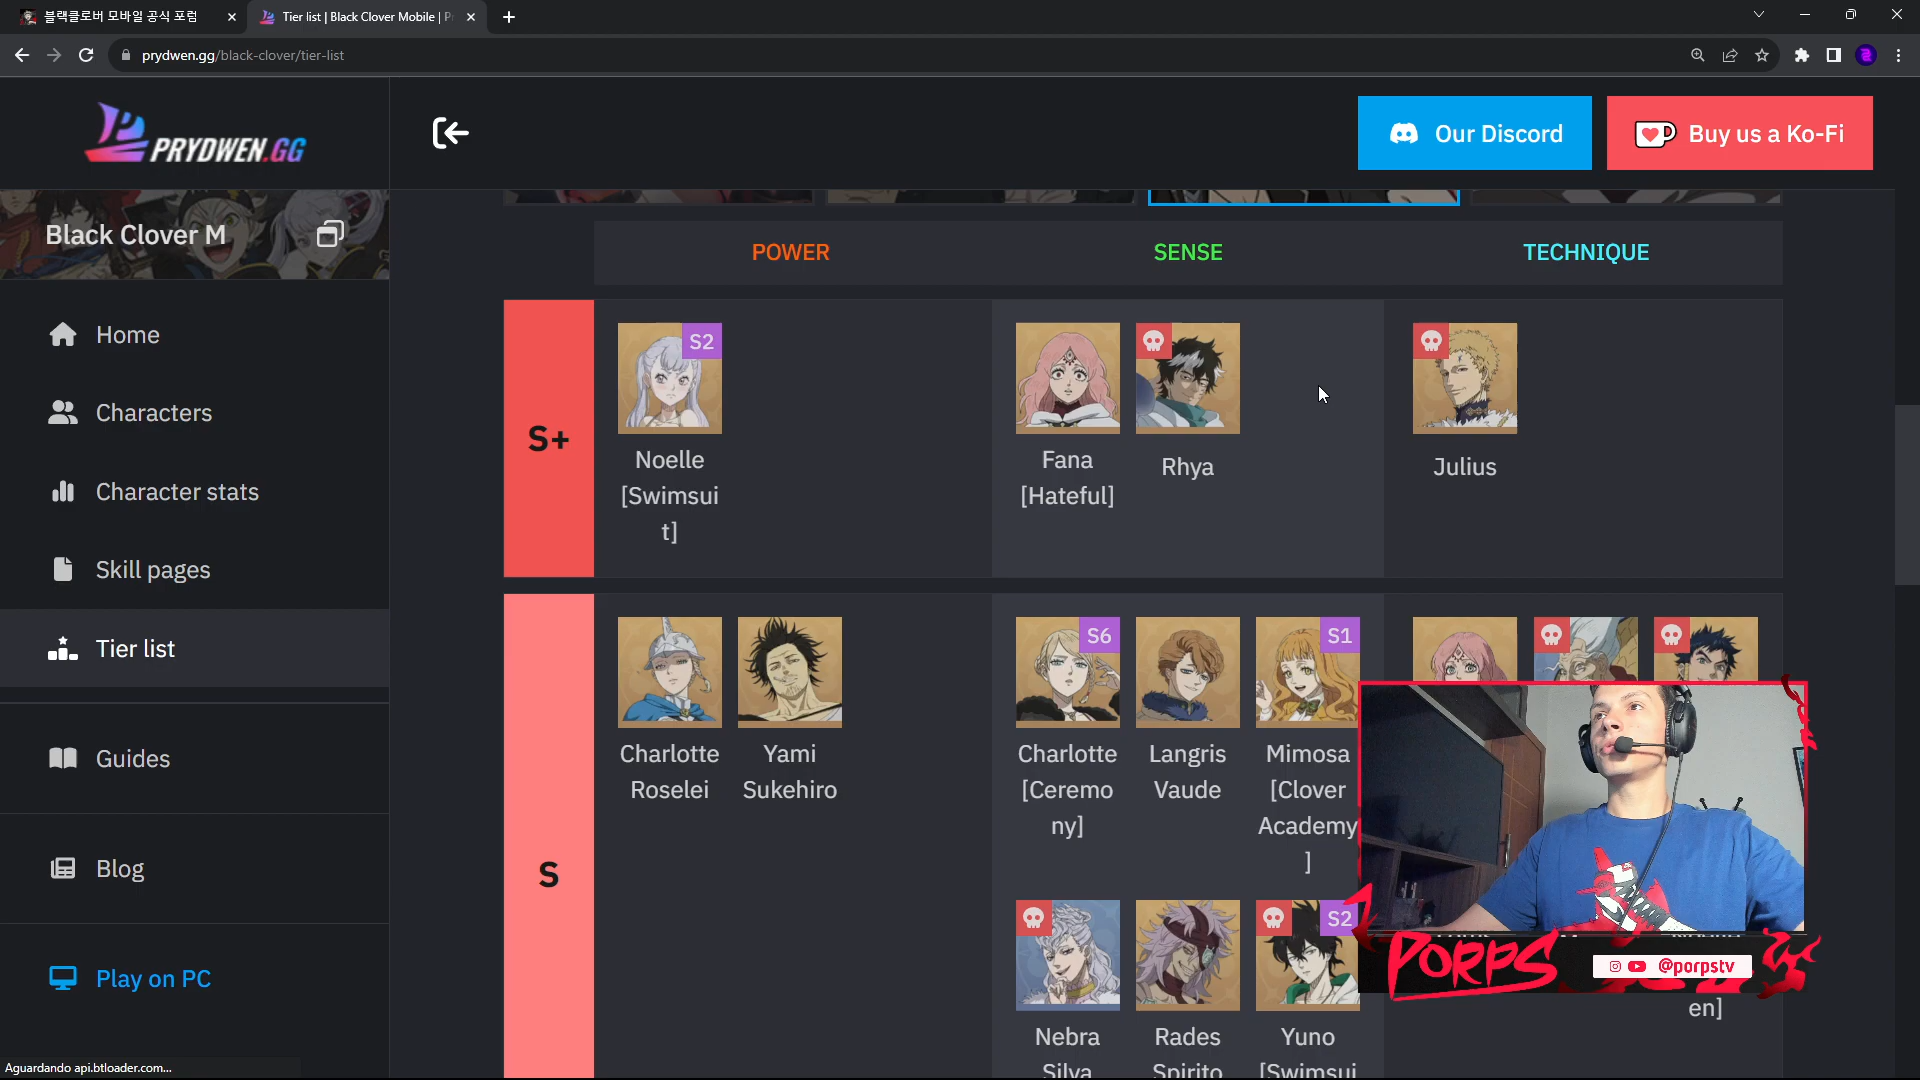 블랙클로버 모바일 공식 포럼
Tier list | Black Clover Mobile | P
prydwen.gg/black-clover/tier-list
PRYDWEN.GG
Our Discord
Buy us a Ko-Fi
Black Clover M
Home
Characters
Character stats
Skill pages
Tier list
Guides
Blog
Play on PC
Aguardando api.btloader.com...
POWER
SENSE
TECHNIQUE
S+
S2
Noelle
[Swimsui
t]
Fana
[Hateful]
Rhya
Julius
S
Charlotte
Roselei
Yami
Sukehiro
S6
Charlotte
[Ceremo
ny]
Langris
Vaude
S1
Mimosa
[Clover
Academy
]
Nebra
Silva
Rades
Spirito
S2
Yuno
[Swimsui
en]
PORPS
@porpstv